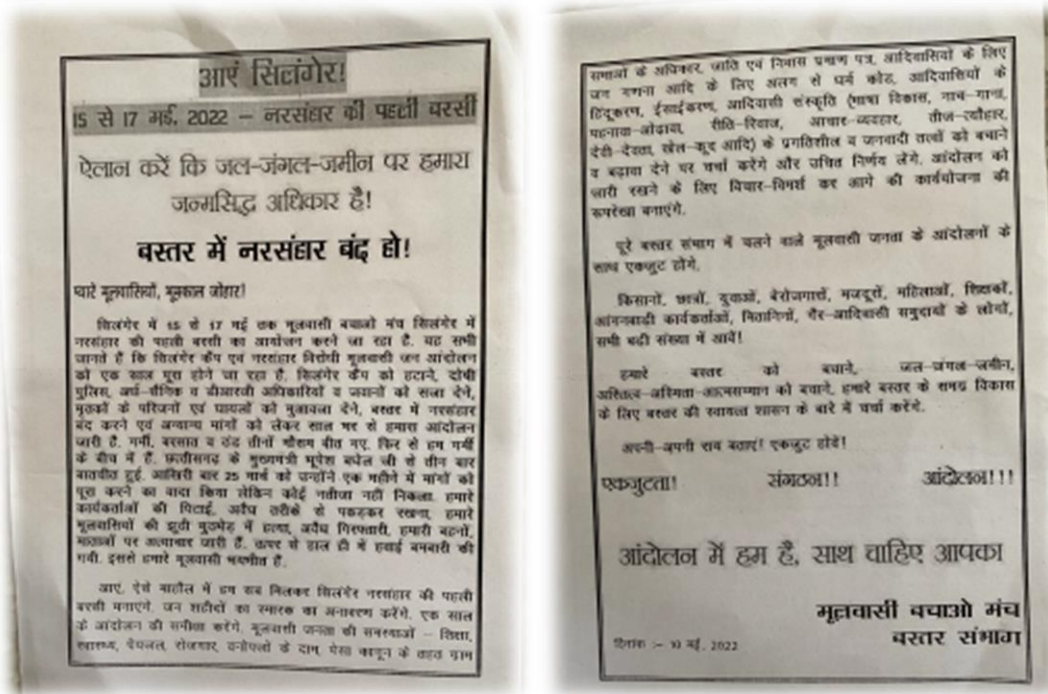 आएं सिलंगेर!
15 से 17 मई, 2022 – नरसंहार की पहली बरसी
ऐलान करें कि जल-जंगल-जमीन पर हमारा
जन्मसिद्ध अधिकार है!
बस्तर में नरसंहार बंद हो!
प्यारे मूलवासियों, भूमकाल जोहार!
सिलंगेर में 15 से 17 मई तक मूलवासी बचाओ मंच सिलंगेर में
नरसंहार की पहली बरसी का आयोजन करने जा रहा है. यह सभी
जानते हैं कि सिलंगेर कैंप एवं नरसंहार विरोधी मूलवासी जन आंदोलन
को एक साल पूरा होने जा रहा है. सिलंगेर कैंप को हटाने, दोषी
पुलिस, अर्ध-सैनिक व डीआरजी अधिकारियों व जवानों को सजा देने,
मृतकों के परिजनों एवं घायलों को मुआवजा देने, बस्तर में नरसंहार
बंद करने एवं अन्यान्य मांगों को लेकर साल भर से हमारा आंदोलन
जारी है. गर्मी, बरसात व ठंड तीनों मौसम बीत गए. फिर से हम गर्मी
के बीच में हैं. छत्तीसगढ़ के मुख्यमंत्री भूपेश बघेल जी से तीन बार
बातचीत हुई. आखिरी बार 25 मार्च को उन्होंने एक महीने में मांगों को
पूरा करने का वादा किया लेकिन कोई नतीजा नहीं निकला. हमारे
कार्यकर्ताओं की पिटाई, अवैध तरीके से पकड़कर रखना, हमारे
मूलवासियों की झूठी मुठभेड़ में हत्या, अवैध गिरफ्तारी, हमारी बहनों,
माताओं पर अत्याचार जारी हैं. ऊपर से हाल ही में हवाई बमबारी की
गयी. इससे हमारे मूलवासी भयभीत हैं.
आएं, ऐसे माहौल में हम सब मिलकर सिलंगेर नरसंहार की पहली
बरसी मनाएंगे. जन शहीदों का स्मारक का अनावरण करेंगे. एक साल
के आंदोलन की समीक्षा करेंगे. मूलवासी जनता की समस्याओं – शिक्षा,
स्वास्थ्य, पेयजल, रोजगार, वनोपजों के दाम, पेसा कानून के तहत ग्राम
सभाओं के अधिकार, जाति एवं निवास प्रमाण पत्र, आदिवासियों के लिए
जन गणना आदि के लिए अलग से धर्म कोड, आदिवासियों के
हिंदूकरण, ईसाईकरण, आदिवासी संस्कृति (भाषा विकास, नाच-गाना,
पहनावा-ओढ़ावा, रीति-रिवाज, आचार-व्यवहार, तीज-त्यौहार,
देवी-देवता, खेल-कूद आदि) के प्रगतिशील व जनवादी तत्वों को बचाने
व बढ़ावा देने पर चर्चा करेंगे और उचित निर्णय लेंगे. आंदोलन को
जारी रखने के लिए विचार-विमर्श कर आगे की कार्ययोजना की
रूपरेखा बनाएंगे.
पूरे बस्तर संभाग में चलने वाले मूलवासी जनता के आंदोलनों के
साथ एकजुट होंगे.
किसानों, छात्रों, युवाओं, बेरोजगारों, मजदूरों, महिलाओं, शिक्षकों,
आंगनवाड़ी कार्यकर्ताओं, मितानिनों, गैर-आदिवासी समुदायों के लोगों,
सभी बड़ी संख्या में आवें!
हमारे बस्तर को बचाने, जल-जंगल-जमीन,
अस्तित्व-अस्मिता-आत्मसम्मान को बचाने, हमारे बस्तर के समग्र विकास
के लिए बस्तर की स्वायत्त शासन के बारे में चर्चा करेंगे.
अपनी-अपनी राय बताएं! एकजुट होवें!
एकजुटता! संगठन!! आंदोलन!!!
आंदोलन में हम है, साथ चाहिए आपका
मूलवासी बचाओ मंच
बस्तर संभाग
दिनांक :- 10 मई, 2022